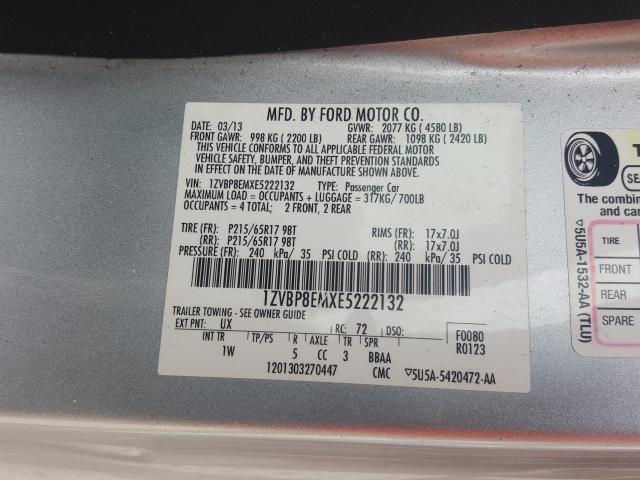 MFD. BY FORD MOTOR CO.
DATE: 03/13 GVWR: 2077 KG ( 4580 LB)
FRONT GAWR: 998 KG ( 2200 LB) REAR GAWR: 1098 KG ( 2420 LB)
THIS VEHICLE CONFORMS TO ALL APPLICABLE FEDERAL MOTOR
VEHICLE SAFETY, BUMPER, AND THEFT PREVENTION STANDARDS IN
EFFECT ON THE DATE OF MANUFACTURE SHOWN ABOVE.
VIN: 1ZVBP8EMXE5222132 TYPE: Passenger Car
MAXIMUM LOAD = OCCUPANTS + LUGGAGE = 317KG/ 700LB
OCCUPANTS = 4 TOTAL; 2 FRONT, 2 REAR
TIRE (FR): P215/65R17 98T RIMS (FR): 17x7.0J
(RR): P215/65R17 98T (RR): 17x7.0J
PRESSURE (FR): 240 kPa/ 35 PSI COLD (RR): 240 kPa/ 35 PSI COLD
1ZVBP8EMXE5222132
TRAILER TOWING - SEE OWNER GUIDE
EXT PNT: UX RC: 72 DSO: F0080
INT TR TP/PS R AXLE TR SPR R0123
1W 5 CC 3 BBAA
1201303270447 CMC ▽5U5A-5420472-AA
T
SE
The combin
and car
▽5U5A-1532-AA (TLU)
TIRE
FRONT
REAR
SPARE